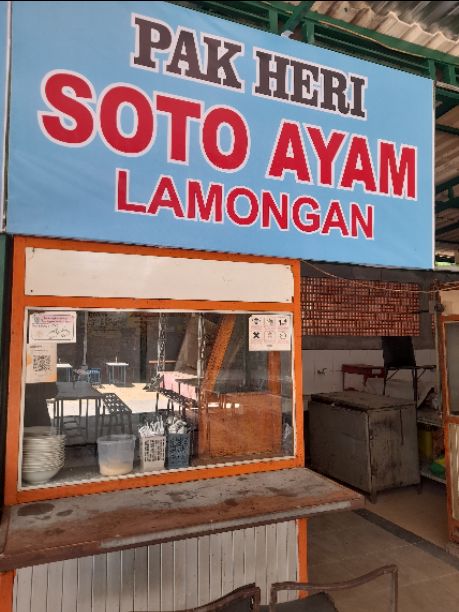 PAK HERI
SOTO AYAM
LAMONGAN